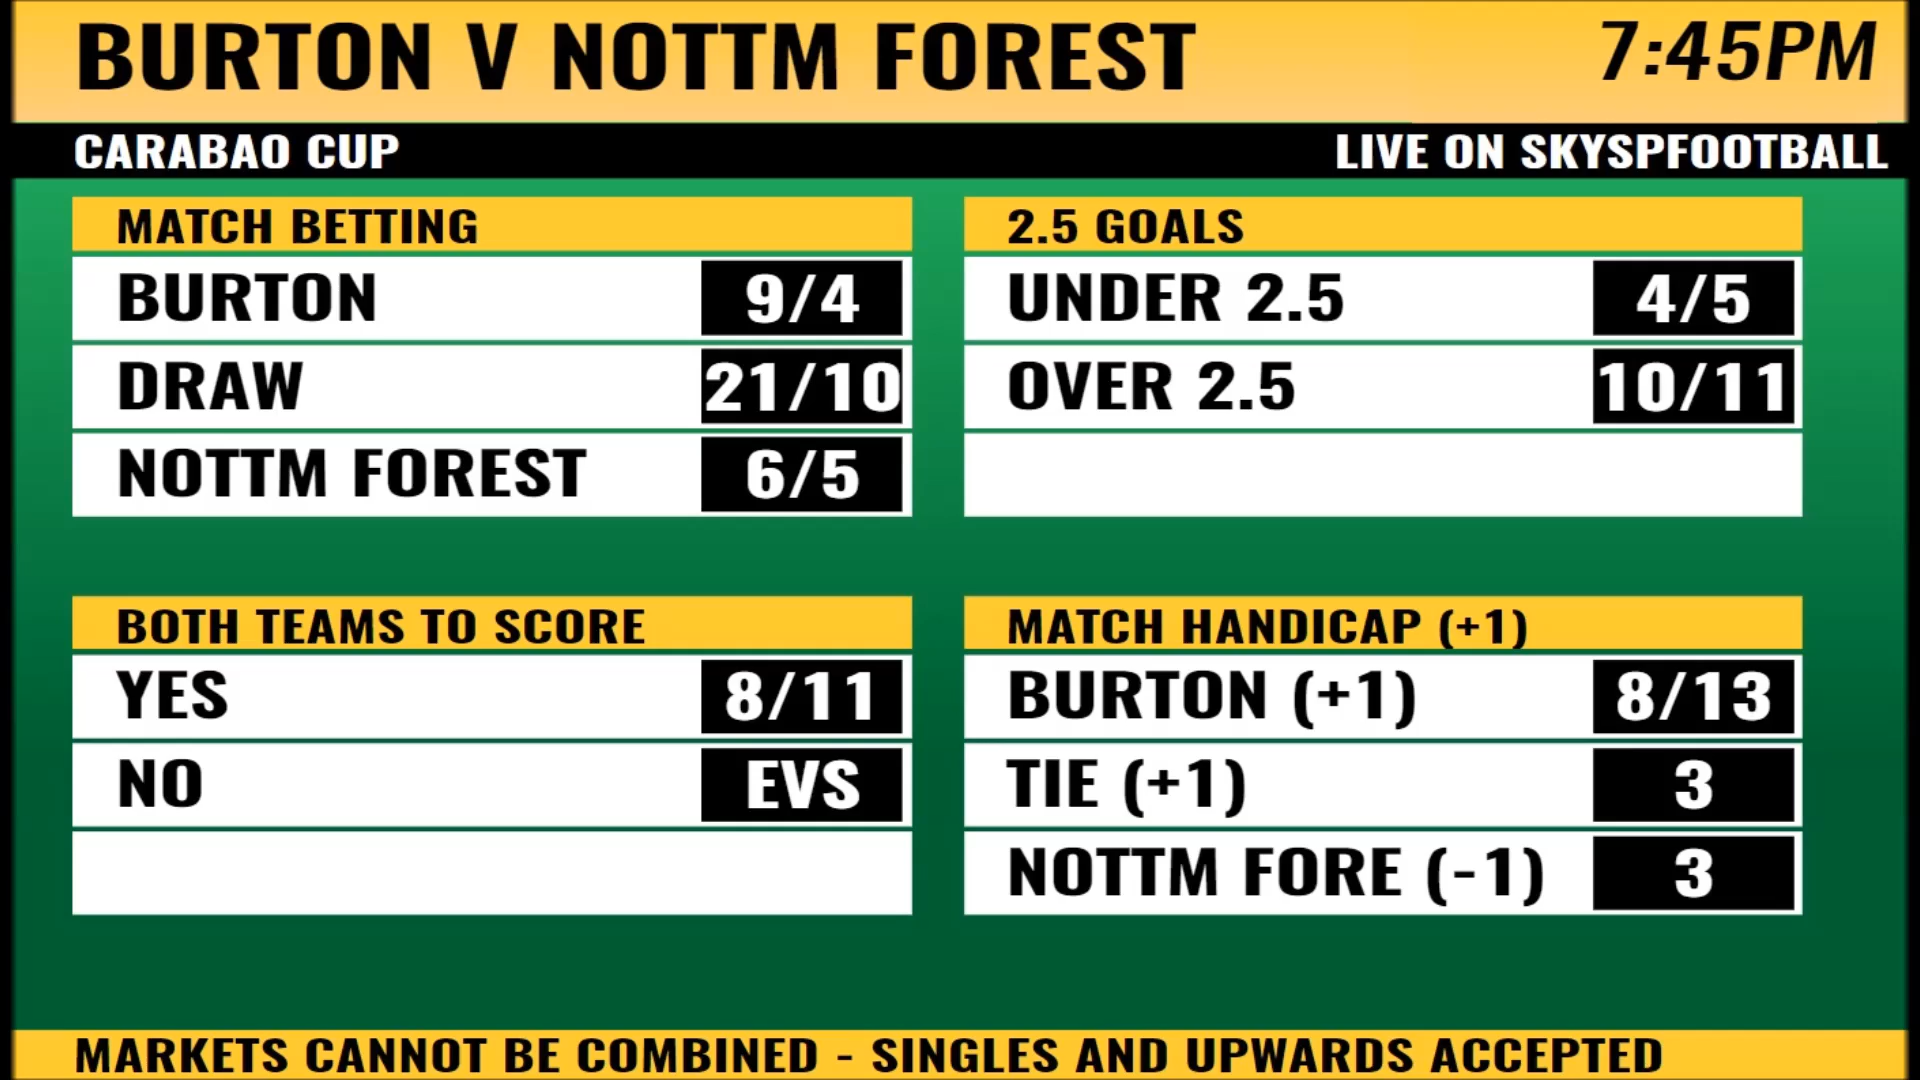 BURTON V NOTTM FOREST 7:45PM
CARABAO CUP LIVE ON SKYSPFOOTBALL
MATCH BETTING
BURTON 9/4
DRAW 21/10
NOTTM FOREST 6/5
2.5 GOALS
UNDER 2.5 4/5
OVER 2.5 10/11
BOTH TEAMS TO SCORE
YES 8/11
NO EVS
MATCH HANDICAP (+1)
BURTON (+1) 8/13
TIE (+1) 3
NOTTM FORE (-1) 3
MARKETS CANNOT BE COMBINED - SINGLES AND UPWARDS ACCEPTED